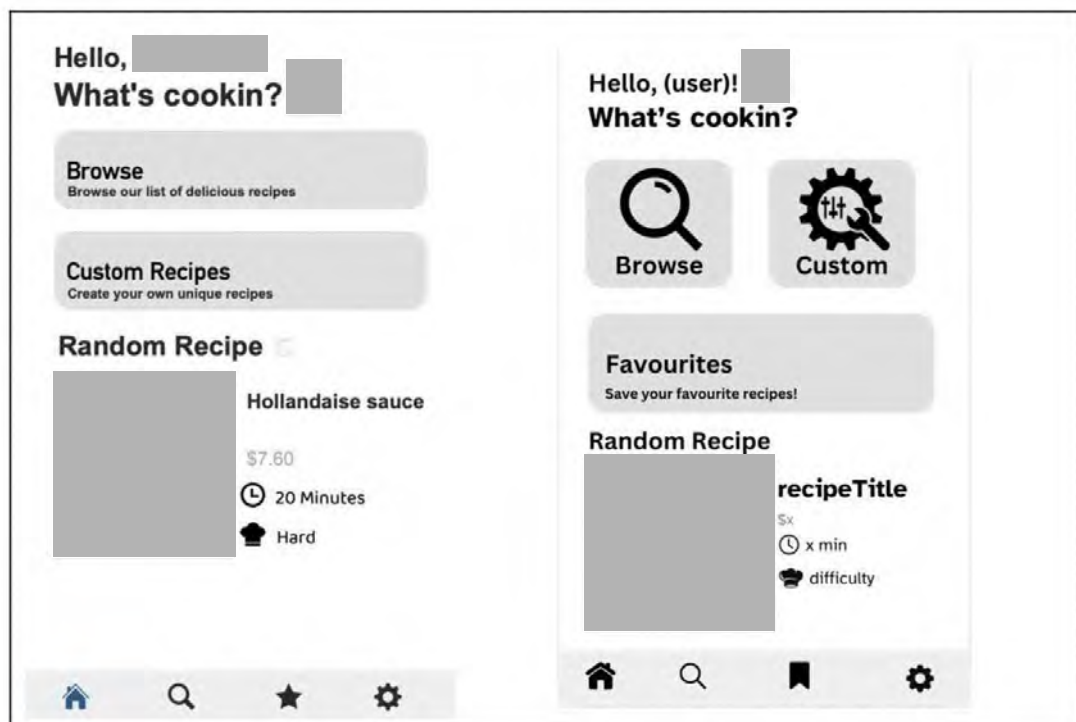 Hello,
What's cookin?
Browse
Browse our list of delicious recipes
Custom Recipes
Create your own unique recipes
Random Recipe
Hollandaise sauce
$7.60
20 Minutes
Hard
Hello, (user)!
What's cookin?
Browse
Custom
Favourites
Save your favourite recipes!
Random Recipe
recipeTitle
$x
x min
difficulty